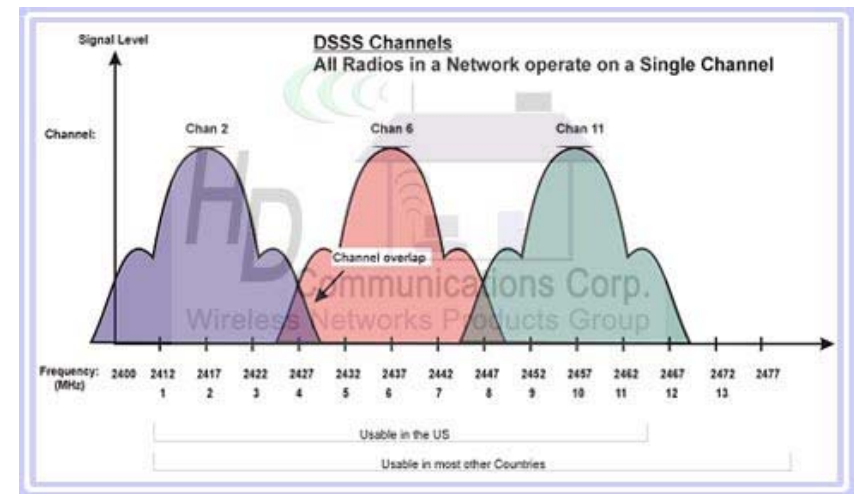 Signal Level
DSSS Channels
All Radios in a Network operate on a Single Channel
Channel:
Chan 2 Chan 6 Chan 11
HD
Channel overlap
Communications Corp.
Wireless Networks Products Group
Frequency: 2400 2412 2417 2422 2427 2432 2437 2442 2447 2452 2457 2462 2467 2472 2477
(MHz) 1 2 3 4 5 6 7 8 9 10 11 12 13
Usable in the US
Usable in most other Countries